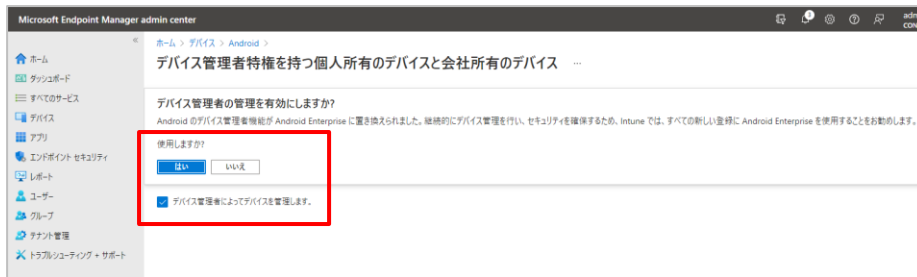 Microsoft Endpoint Manager admin center
ホーム > デバイス > Android >
デバイス管理者特権を持つ個人所有のデバイスと会社所有のデバイス ...
ホーム
ダッシュボード
すべてのサービス
デバイス
アプリ
エンドポイント セキュリティ
レポート
ユーザー
グループ
テナント管理
トラブルシューティング + サポート
デバイス管理者の管理を有効にしますか?
Android のデバイス管理者機能が Android Enterprise に置き換えられました。継続的にデバイス管理を行い、セキュリティを確保するため、Intune では、すべての新しい登録に Android Enterprise を使用することをお勧めします。
使用しますか?
はい いいえ
デバイス管理者によってデバイスを管理します。